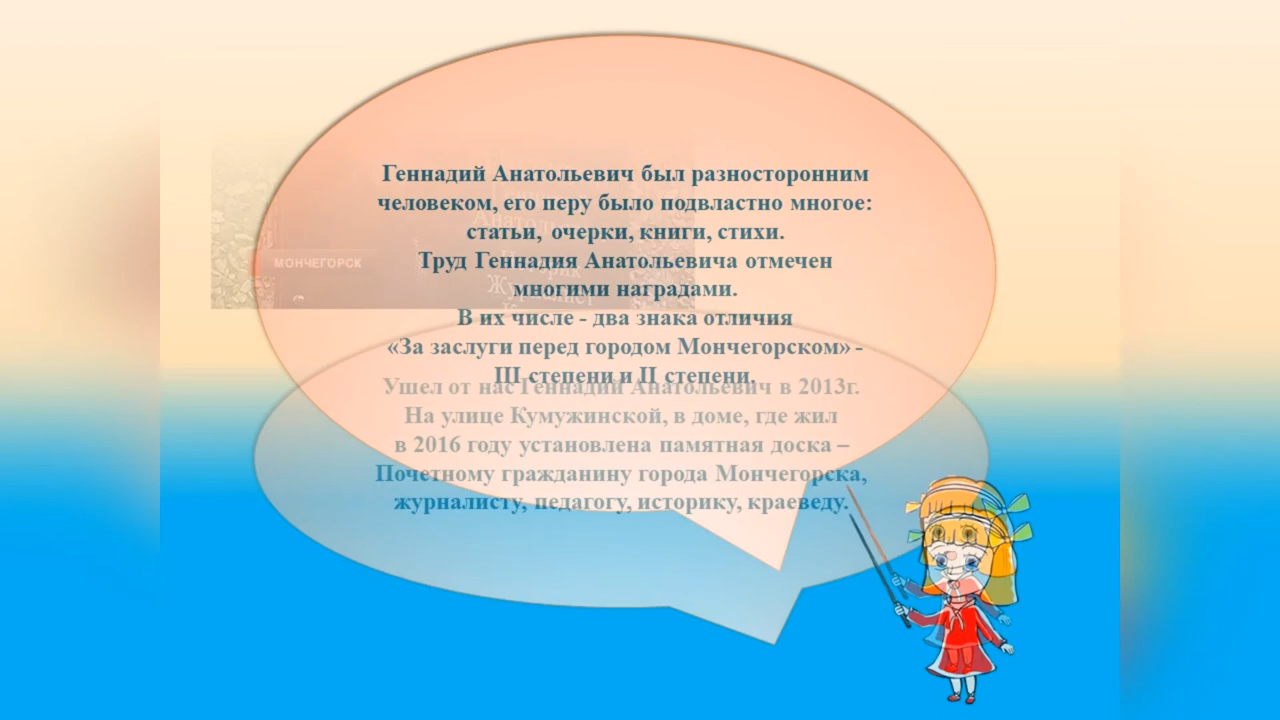 Геннадий Анатольевич был разносторонним
человеком, его перу было подвластно многое:
статьи, очерки, книги, стихи.
Труд Геннадия Анатольевича отмечен
многими наградами.
В их числе - два знака отличия
«За заслуги перед городом Мончегорском» -
III степени и II степени.
Ушел от нас Геннадий Анатольевич в 2013г.
На улице Кумужинской, в доме, где жил
в 2016 году установлена памятная доска –
Почетному гражданину города Мончегорска,
журналисту, педагогу, историку, краеведу.
МОНЧЕГОРСК
Историк
Журналист